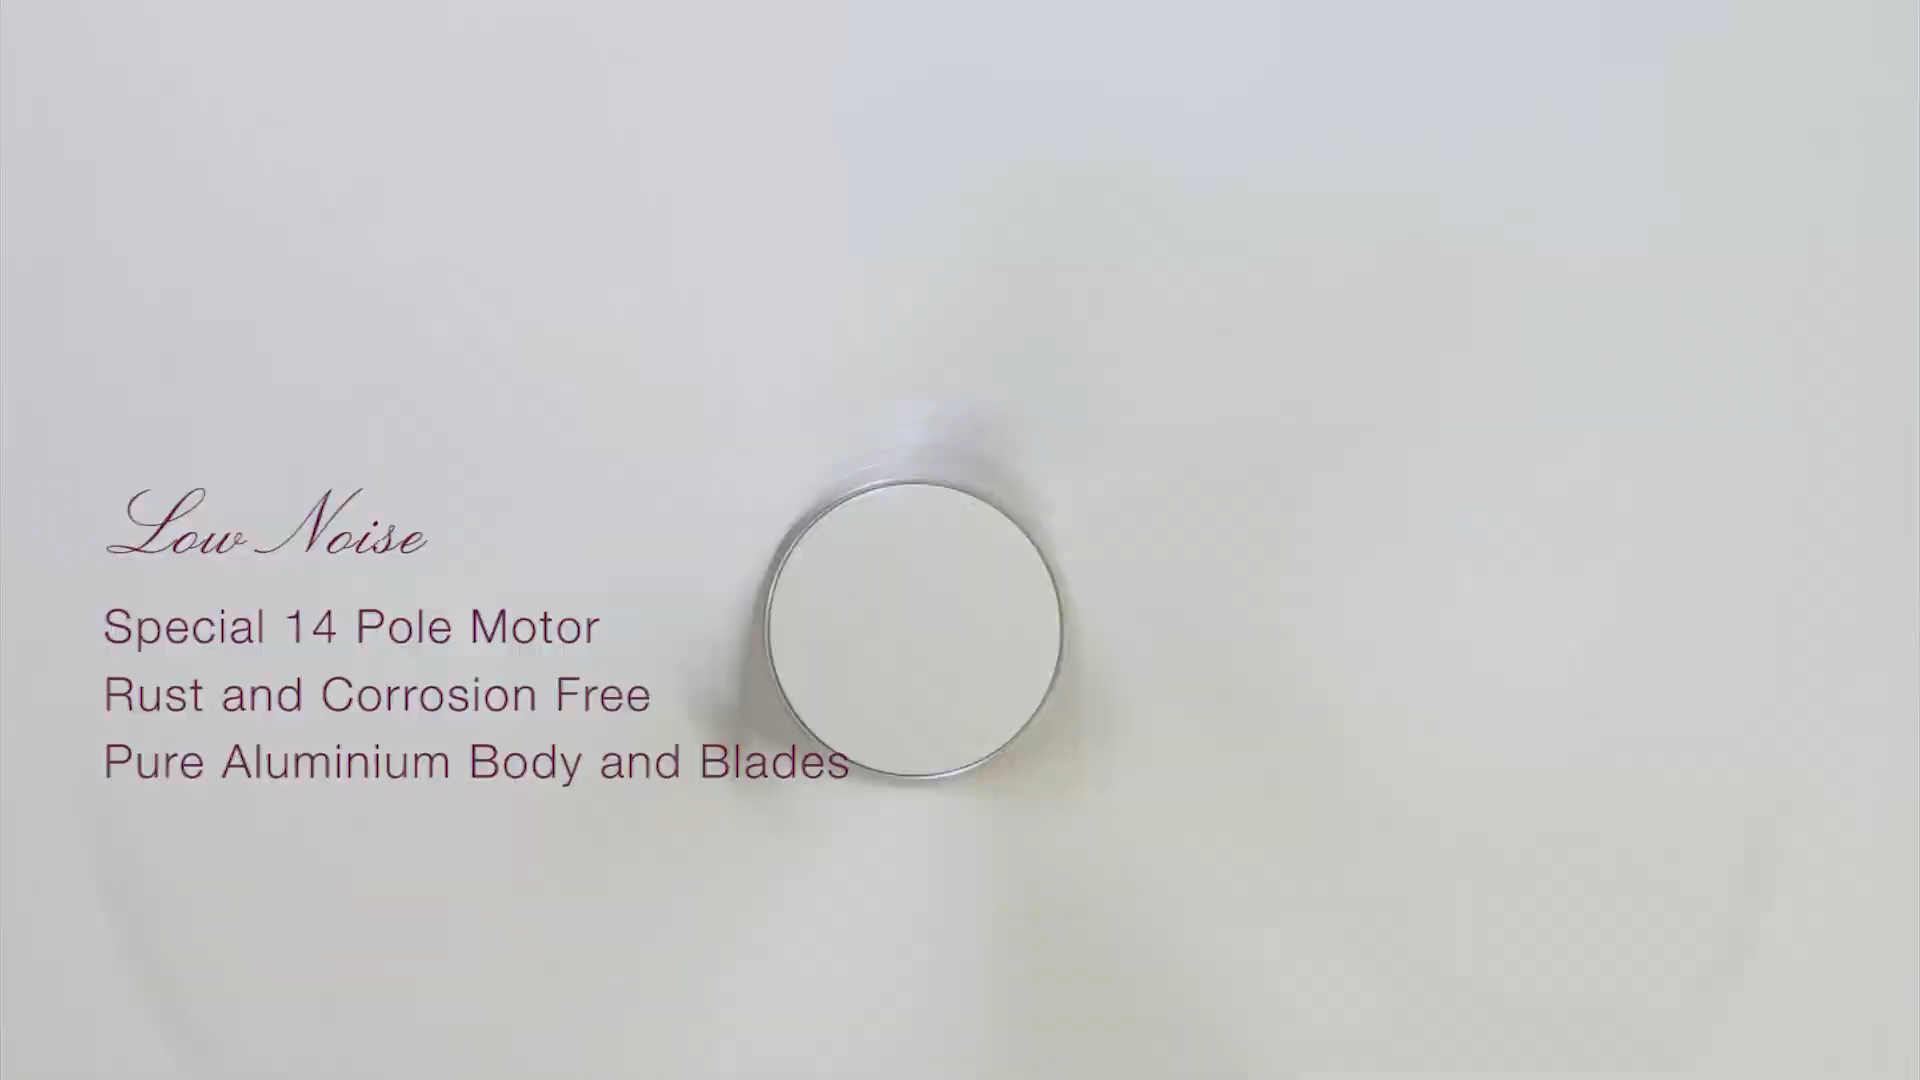 Low Noise
Special 14 Pole Motor
Rust and Corrosion Free
Pure Aluminium Body and Blades